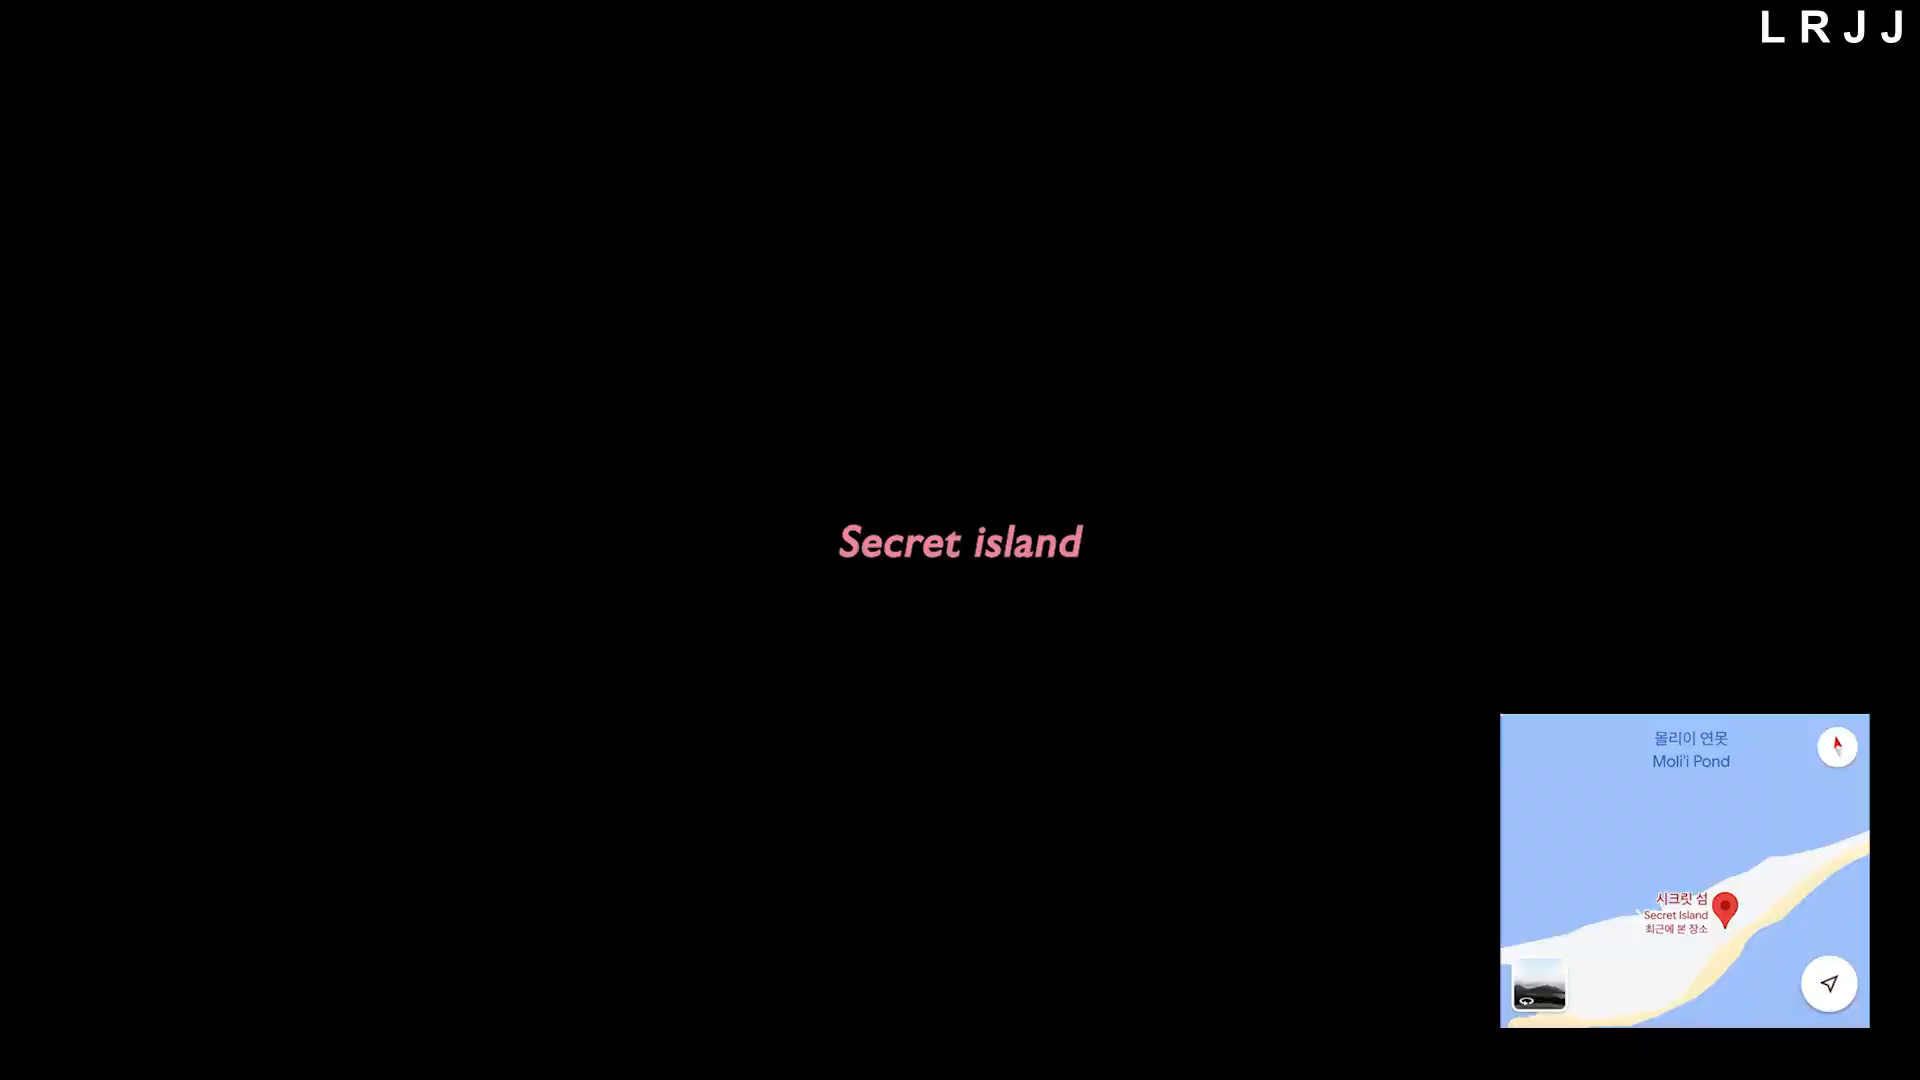 L R J J
Secret island
몰리이 연못
Moli'i Pond
시크릿 섬
Secret Island
최근에 본 장소